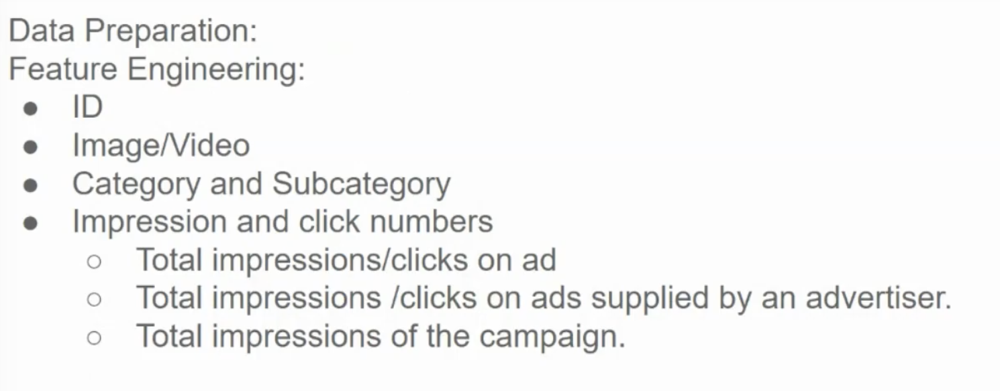 Data Preparation:
Feature Engineering:
● ID
● Image/Video
● Category and Subcategory
● Impression and click numbers
○ Total impressions/clicks on ad
○ Total impressions /clicks on ads supplied by an advertiser.
○ Total impressions of the campaign.